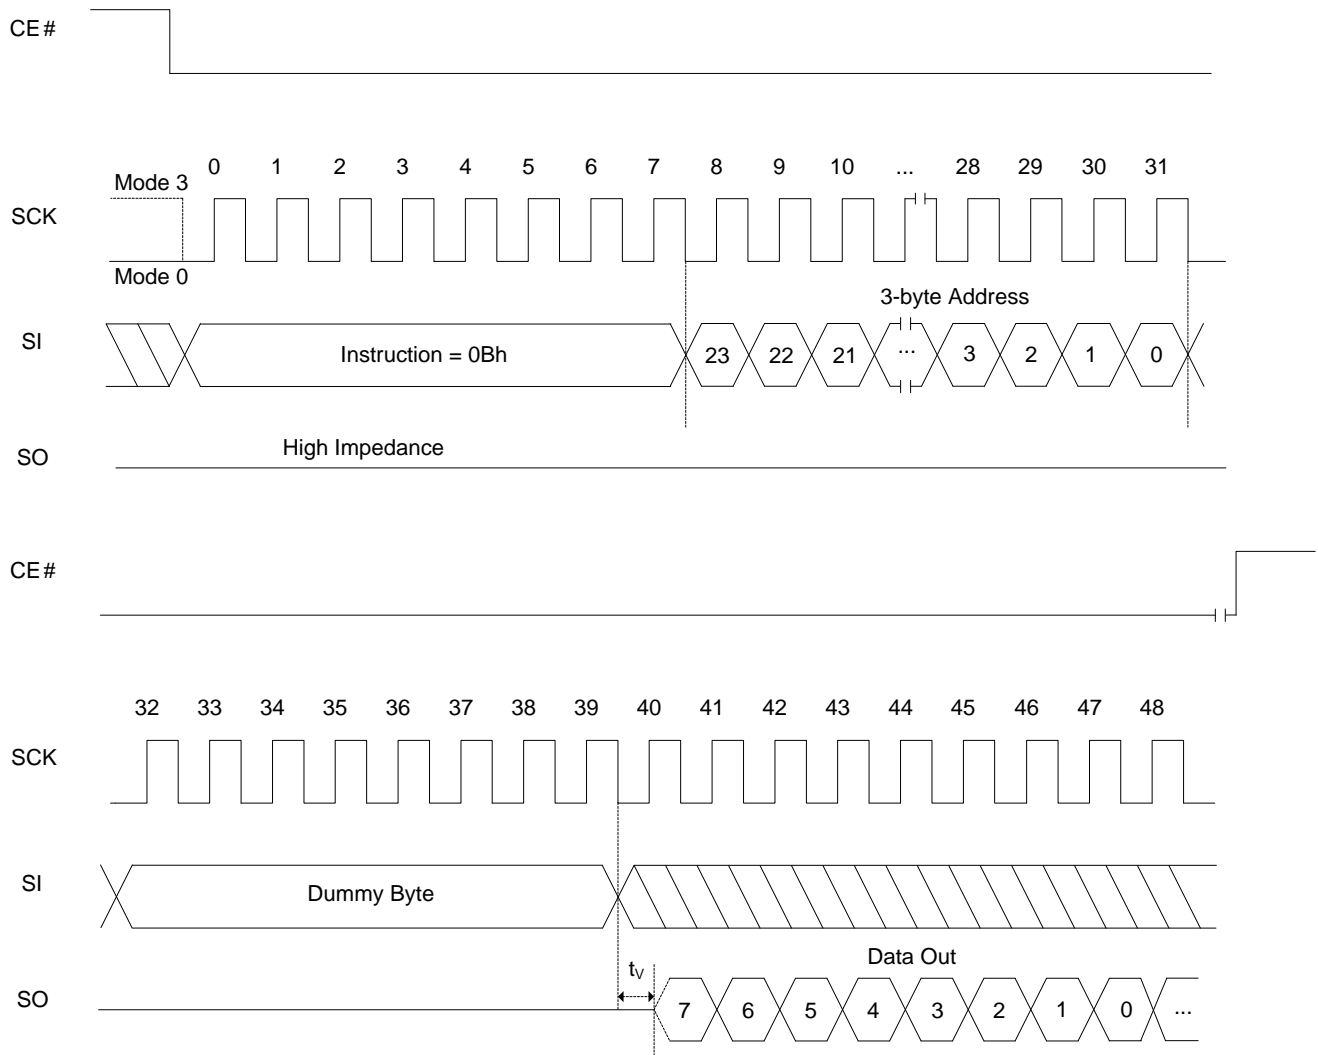 CE#
0 1 2 3 4 5 6 7 8 9 10 ... 28 29 30 31
Mode 3
SCK
Mode 0
3-byte Address
SI
Instruction = 0Bh
23 22 21 ... 3 2 1 0
High Impedance
SO
CE#
32 33 34 35 36 37 38 39 40 41 42 43 44 45 46 47 48
SCK
SI
Dummy Byte
Data Out
tV
SO
7 6 5 4 3 2 1 0 ...